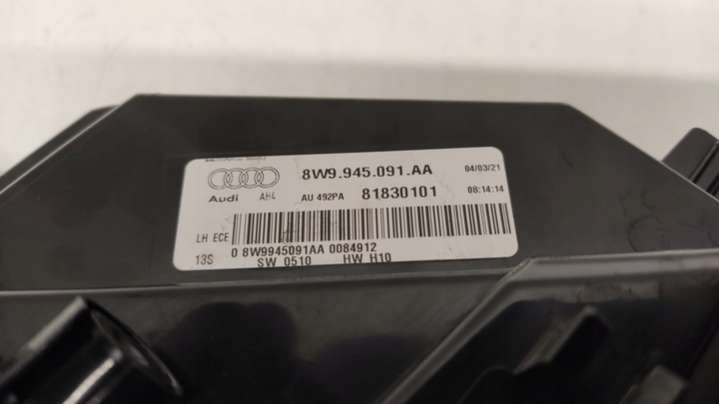 8W9.945.091.AA 04/03/21
Audi AH4 AU 492PA 81830101 08:14:14
LH ECE
13S 0 8W9945091AA 0084912
SW 0510 HW H10